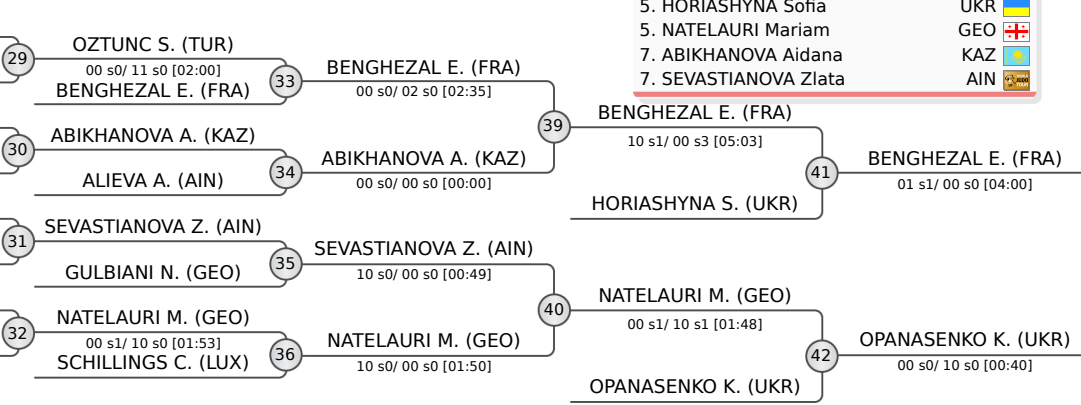 5. HORIASHYNA Sofia UKR
5. NATELAURI Mariam GEO
7. ABIKHANOVA Aidana KAZ
7. SEVASTIANOVA Zlata AIN
29
OZTUNC S. (TUR)
00 s0/ 11 s0 [02:00]
BENGHEZAL E. (FRA)
33
BENGHEZAL E. (FRA)
00 s0/ 02 s0 [02:35]
30
ABIKHANOVA A. (KAZ)
ALIEVA A. (AIN)
34
ABIKHANOVA A. (KAZ)
00 s0/ 00 s0 [00:00]
39
BENGHEZAL E. (FRA)
10 s1/ 00 s3 [05:03]
HORIASHYNA S. (UKR)
41
BENGHEZAL E. (FRA)
01 s1/ 00 s0 [04:00]
31
SEVASTIANOVA Z. (AIN)
GULBIANI N. (GEO)
35
SEVASTIANOVA Z. (AIN)
10 s0/ 00 s0 [00:49]
32
NATELAURI M. (GEO)
00 s1/ 10 s0 [01:53]
SCHILLINGS C. (LUX)
36
NATELAURI M. (GEO)
10 s0/ 00 s0 [01:50]
40
NATELAURI M. (GEO)
00 s1/ 10 s1 [01:48]
OPANASENKO K. (UKR)
42
OPANASENKO K. (UKR)
00 s0/ 10 s0 [00:40]